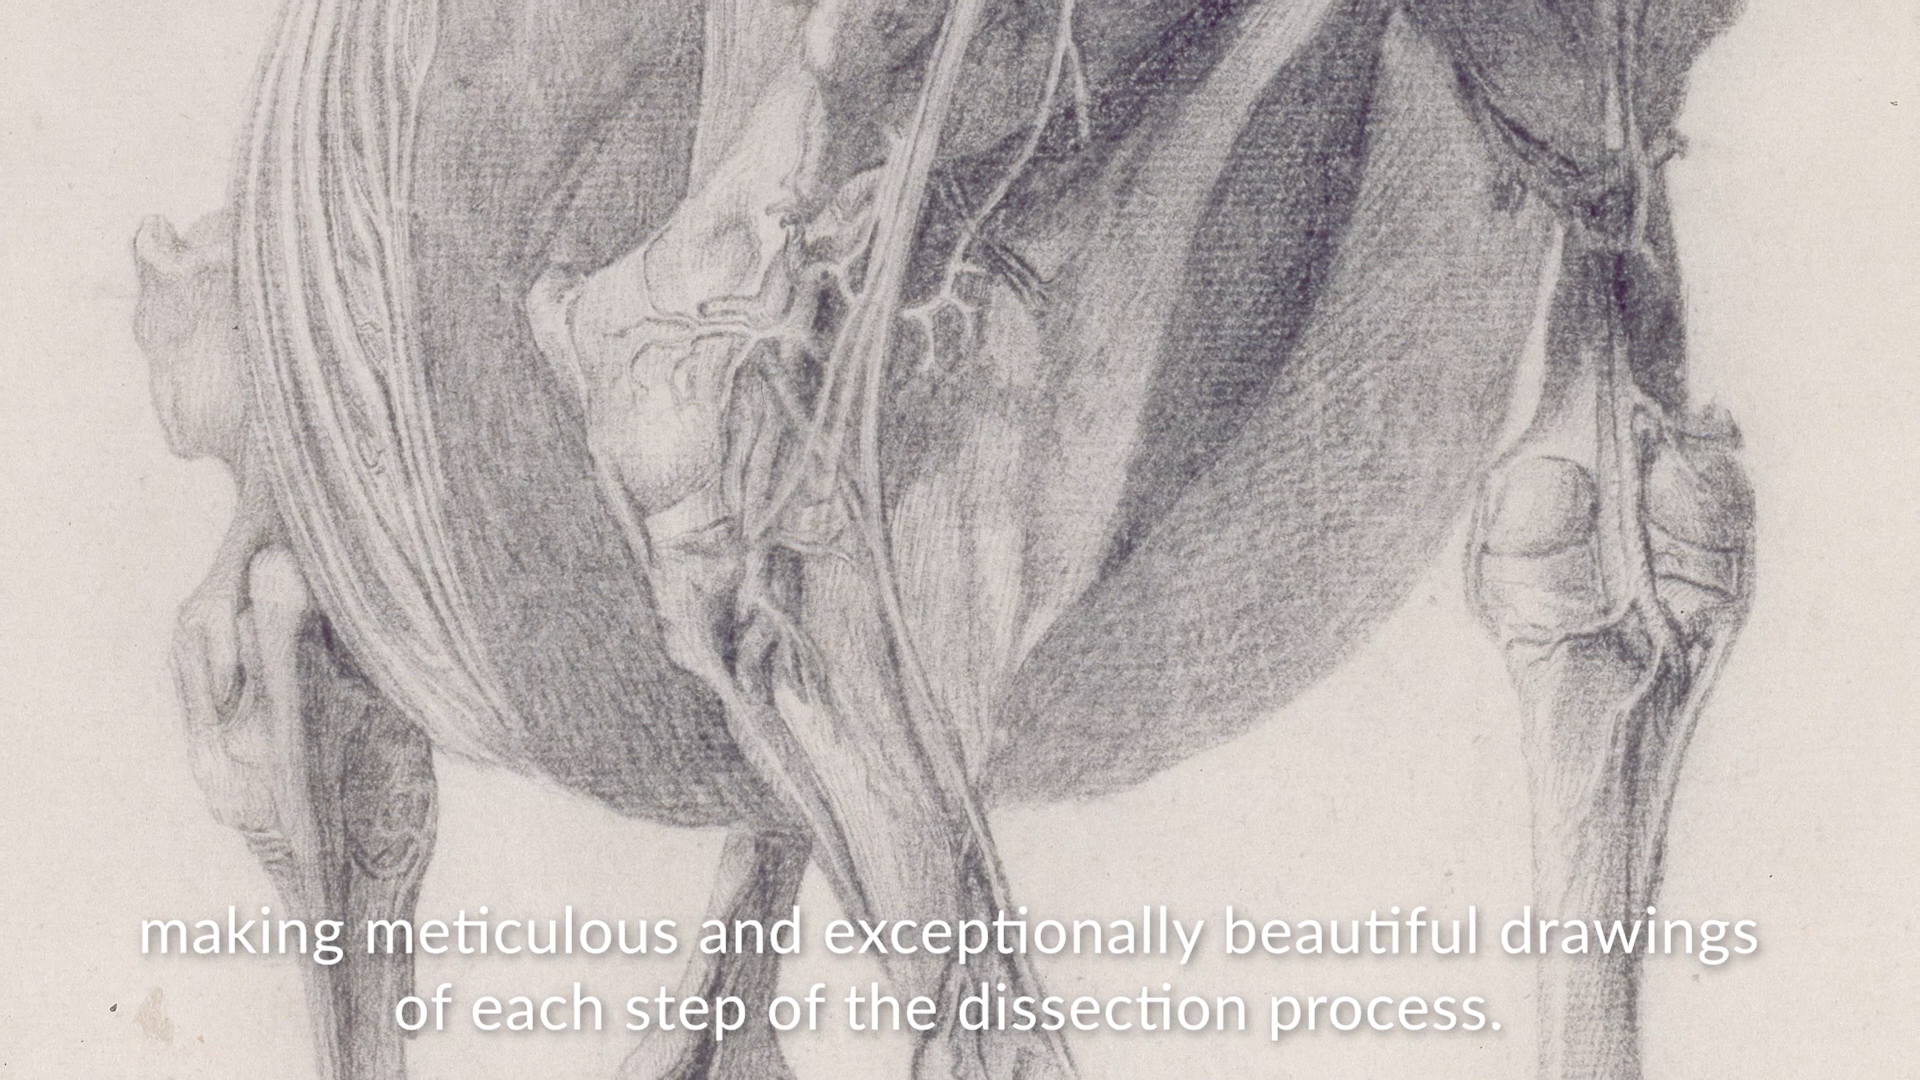 making meticulous and exceptionally beautiful drawings
of each step of the dissection process.